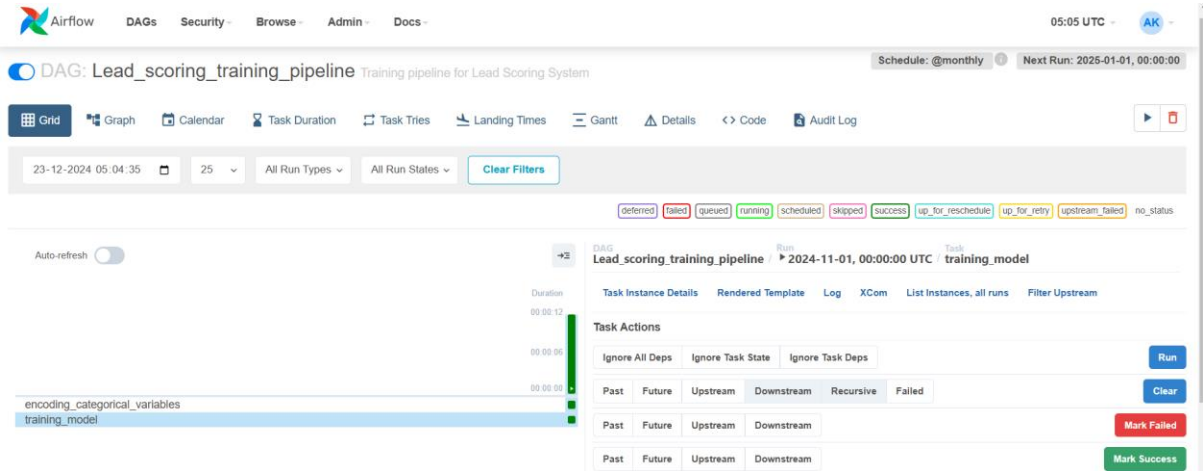 Airflow DAGs Security Browse Admin Docs 05:05 UTC AK
DAG: Lead_scoring_training_pipeline Training pipeline for Lead Scoring System Schedule: @monthly Next Run: 2025-01-01, 00:00:00
Grid Graph Calendar Task Duration Task Tries Landing Times Gantt Details <> Code Audit Log
23-12-2024 05:04:35 25 All Run Types All Run States Clear Filters
deferred failed queued running scheduled skipped success up_for_reschedule up_for_retry upstream_failed no_status
Auto-refresh
DAG Run Task
Lead_scoring_training_pipeline / 2024-11-01, 00:00:00 UTC / training_model
Duration
00:00:12
00:00:06
00:00:00
encoding_categorical_variables
training_model
Task Instance Details Rendered Template Log XCom List Instances, all runs Filter Upstream
Task Actions
Ignore All Deps Ignore Task State Ignore Task Deps Run
Past Future Upstream Downstream Recursive Failed Clear
Past Future Upstream Downstream Mark Failed
Past Future Upstream Downstream Mark Success